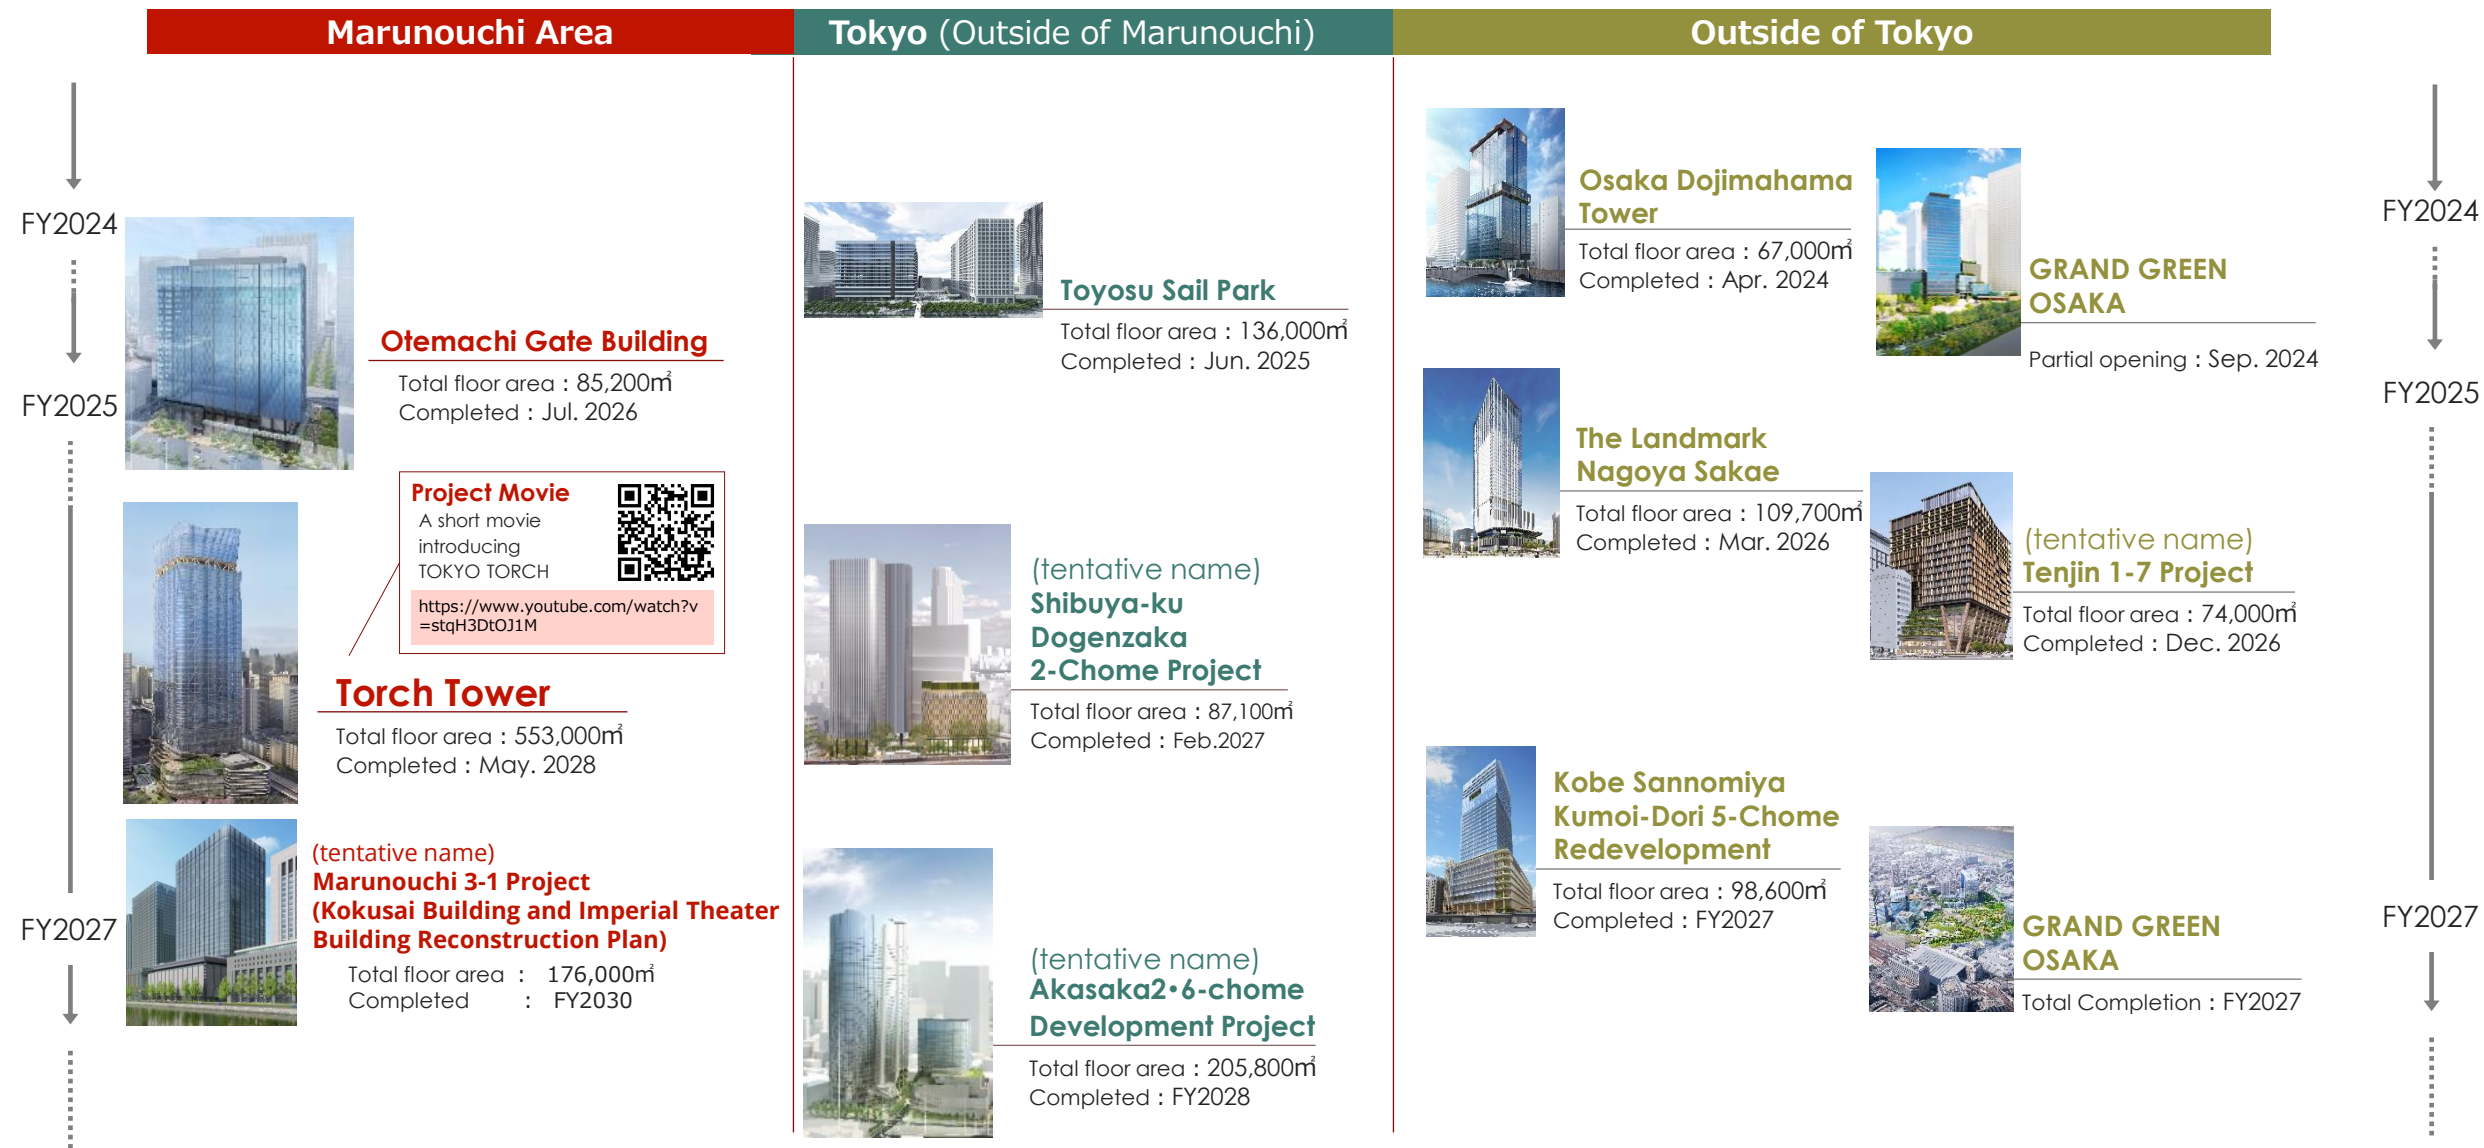 Marunouchi Area
Tokyo (Outside of Marunouchi)
Outside of Tokyo
FY2024
FY2025
FY2027
Otemachi Gate Building
Total floor area : 85,200㎡
Completed : Jul. 2026
Project Movie
A short movie
introducing
TOKYO TORCH
https://www.youtube.com/watch?v
=stqH3DtOJ1M
Torch Tower
Total floor area : 553,000㎡
Completed : May. 2028
(tentative name)
Marunouchi 3-1 Project
(Kokusai Building and Imperial Theater
Building Reconstruction Plan)
Total floor area : 176,000㎡
Completed : FY2030
Toyosu Sail Park
Total floor area : 136,000㎡
Completed : Jun. 2025
(tentative name)
Shibuya-ku
Dogenzaka
2-Chome Project
Total floor area : 87,100㎡
Completed : Feb.2027
(tentative name)
Akasaka2・6-chome
Development Project
Total floor area : 205,800㎡
Completed : FY2028
Osaka Dojimahama
Tower
Total floor area : 67,000㎡
Completed : Apr. 2024
GRAND GREEN
OSAKA
Partial opening : Sep. 2024
The Landmark
Nagoya Sakae
Total floor area : 109,700㎡
Completed : Mar. 2026
(tentative name)
Tenjin 1-7 Project
Total floor area : 74,000㎡
Completed : Dec. 2026
Kobe Sannomiya
Kumoi-Dori 5-Chome
Redevelopment
Total floor area : 98,600㎡
Completed : FY2027
GRAND GREEN
OSAKA
Total Completion : FY2027
FY2024
FY2025
FY2027